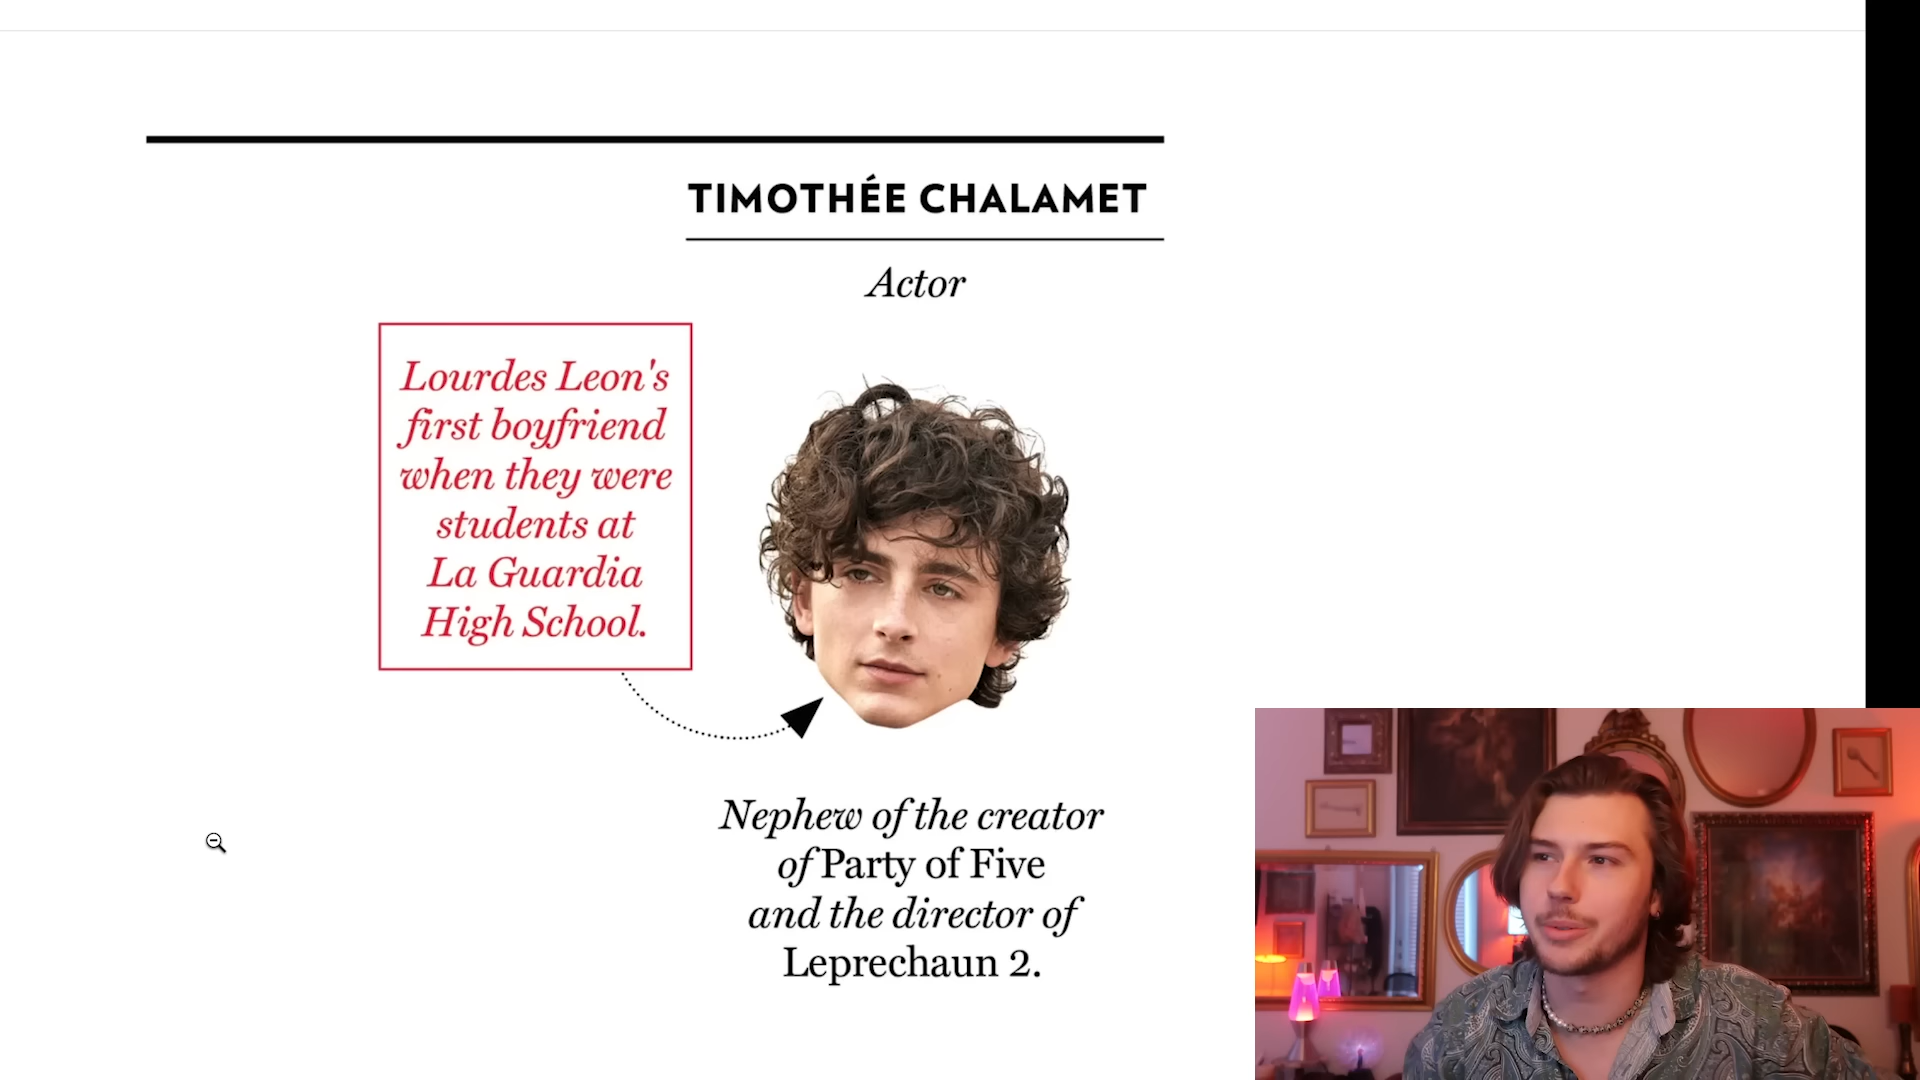 TIMOTHÉE CHALAMET
Actor
Lourdes Leon's
first boyfriend
when they were
students at
La Guardia
High School.
Nephew of the creator
of Party of Five
and the director of
Leprechaun 2.